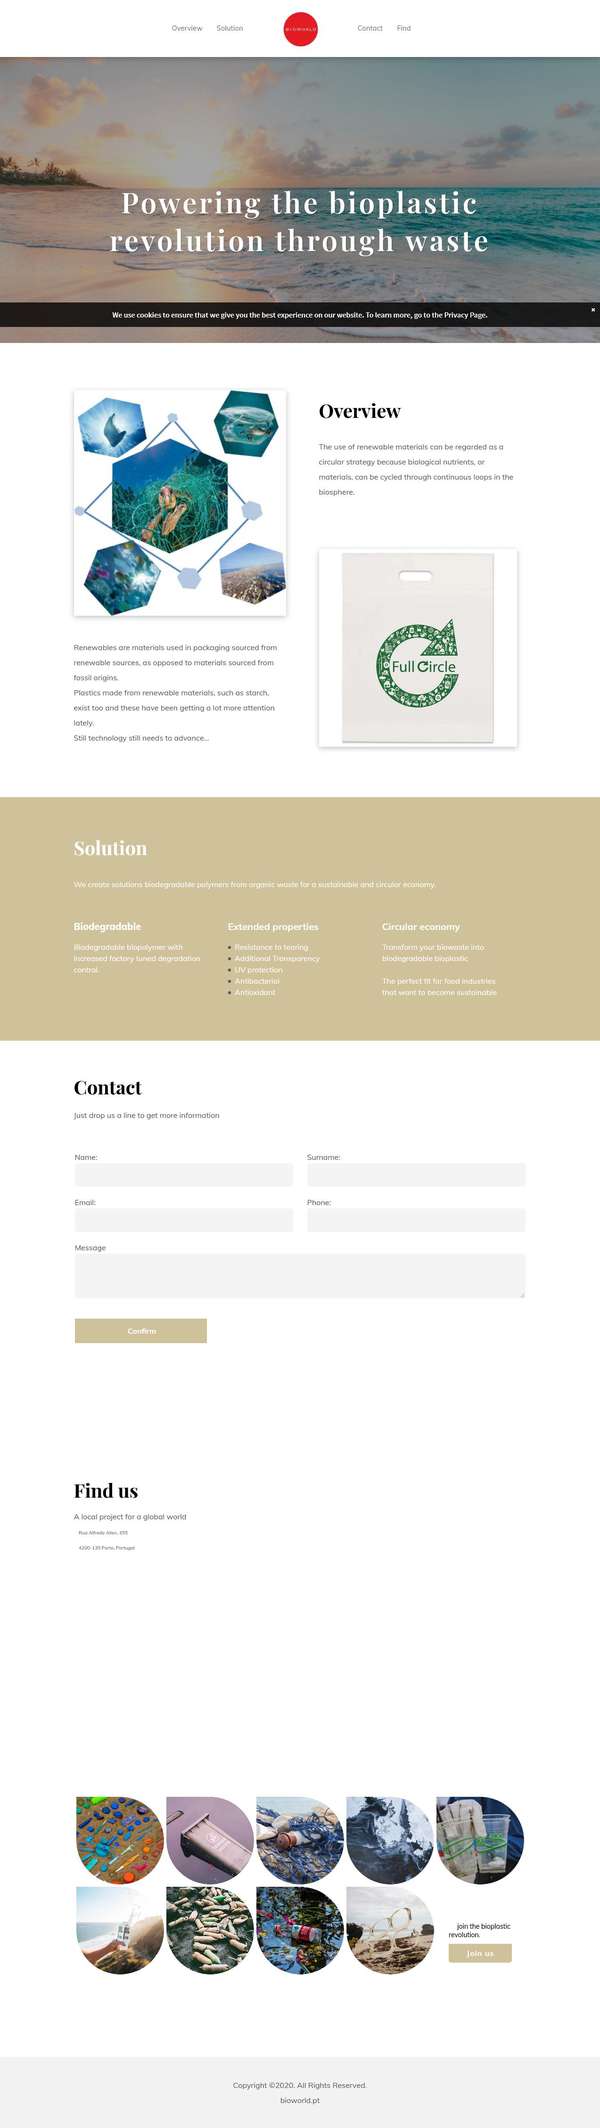 Overview
Solution
BIOWORLD
Contact
Find
Powering the bioplastic
revolution through waste
We use cookies to ensure that we give you the best experience on our website. To learn more, go to the Privacy Page.
Overview
The use of renewable materials can be regarded as a
circular strategy because biological nutrients, or
materials, can be cycled through continuous loops in the
biosphere.
Full Circle
Renewables are materials used in packaging sourced from
renewable sources, as opposed to materials sourced from
fossil origins.
Plastics made from renewable materials, such as starch,
exist too and these have been getting a lot more attention
lately.
Still technology still needs to advance...
Solution
We create solutions biodegradable polymers from organic waste for a sustainable and circular economy.
Biodegradable
Biodegradable biopolymer with
increased factory tuned degradation
control
Extended properties
Resistance to tearing
Additional Transparency
UV protection
Antibacterial
Antioxidant
Circular economy
Transform your biowaste into
biodegradable bioplastic
The perfect fit for food industries
that want to become sustainable
Contact
Just drop us a line to get more information
Name:
Surname:
Email:
Phone:
Message
Confirm
Find us
A local project for a global world
Rua Alfredo Allen, 455
4200-135 Porto, Portugal
join the bioplastic
revolution.
Join us
Copyright ©2020. All Rights Reserved.
bioworld.pt